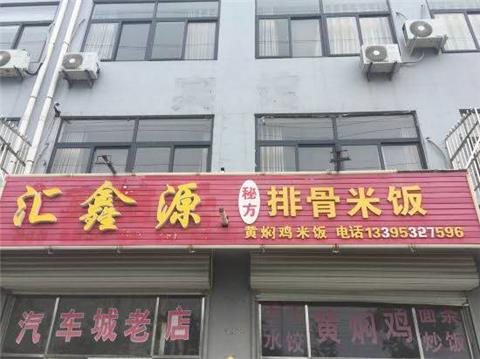 汇鑫源
秘方
排骨米饭
黄焖鸡米饭 电话13395327596
汽车城老店
水饺
黄焖鸡
面条
炒饭